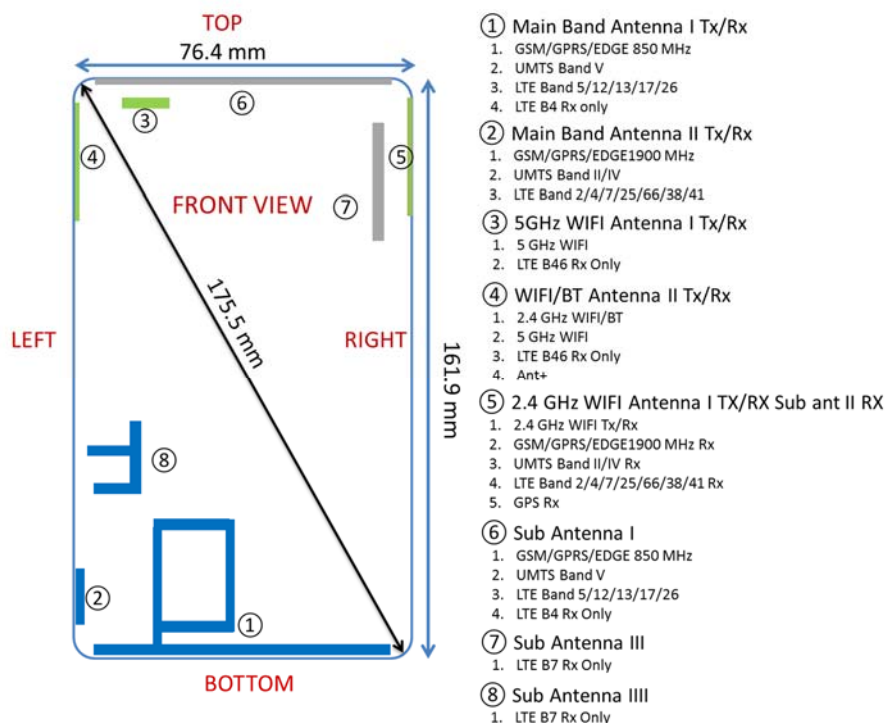 TOP
76.4 mm
⑥
③
④
⑤
FRONT VIEW
⑦
175.5 mm
LEFT
RIGHT
161.9 mm
⑧
②
①
BOTTOM
① Main Band Antenna I Tx/Rx
1. GSM/GPRS/EDGE 850 MHz
2. UMTS Band V
3. LTE Band 5/12/13/17/26
4. LTE B4 Rx only
② Main Band Antenna II Tx/Rx
1. GSM/GPRS/EDGE1900 MHz
2. UMTS Band II/IV
3. LTE Band 2/4/7/25/66/38/41
③ 5GHz WIFI Antenna I Tx/Rx
1. 5 GHz WIFI
2. LTE B46 Rx Only
④ WIFI/BT Antenna II Tx/Rx
1. 2.4 GHz WIFI/BT
2. 5 GHz WIFI
3. LTE B46 Rx Only
4. Ant+
⑤ 2.4 GHz WIFI Antenna I TX/RX Sub ant II RX
1. 2.4 GHz WIFI Tx/Rx
2. GSM/GPRS/EDGE1900 MHz Rx
3. UMTS Band II/IV Rx
4. LTE Band 2/4/7/25/66/38/41 Rx
5. GPS Rx
⑥ Sub Antenna I
1. GSM/GPRS/EDGE 850 MHz
2. UMTS Band V
3. LTE Band 5/12/13/17/26
4. LTE B4 Rx Only
⑦ Sub Antenna III
1. LTE B7 Rx Only
⑧ Sub Antenna IIII
1. LTE B7 Rx Only